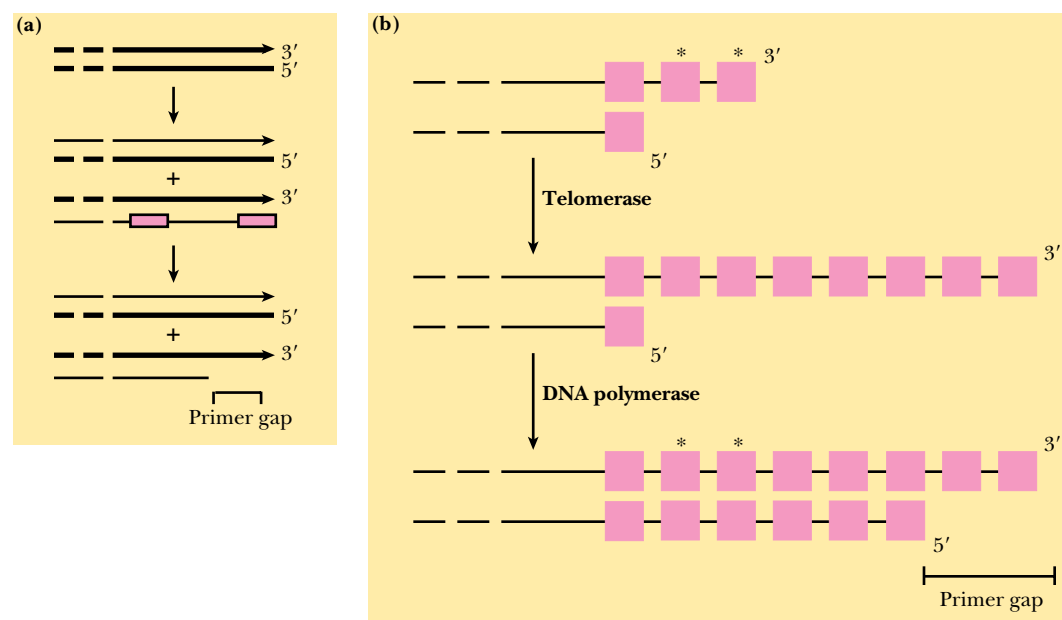 (a)
3′
5′
5′
+
3′
5′
+
3′
Primer gap
(b)
* * 3′
5′
Telomerase
3′
5′
DNA polymerase
* * 3′
5′
Primer gap